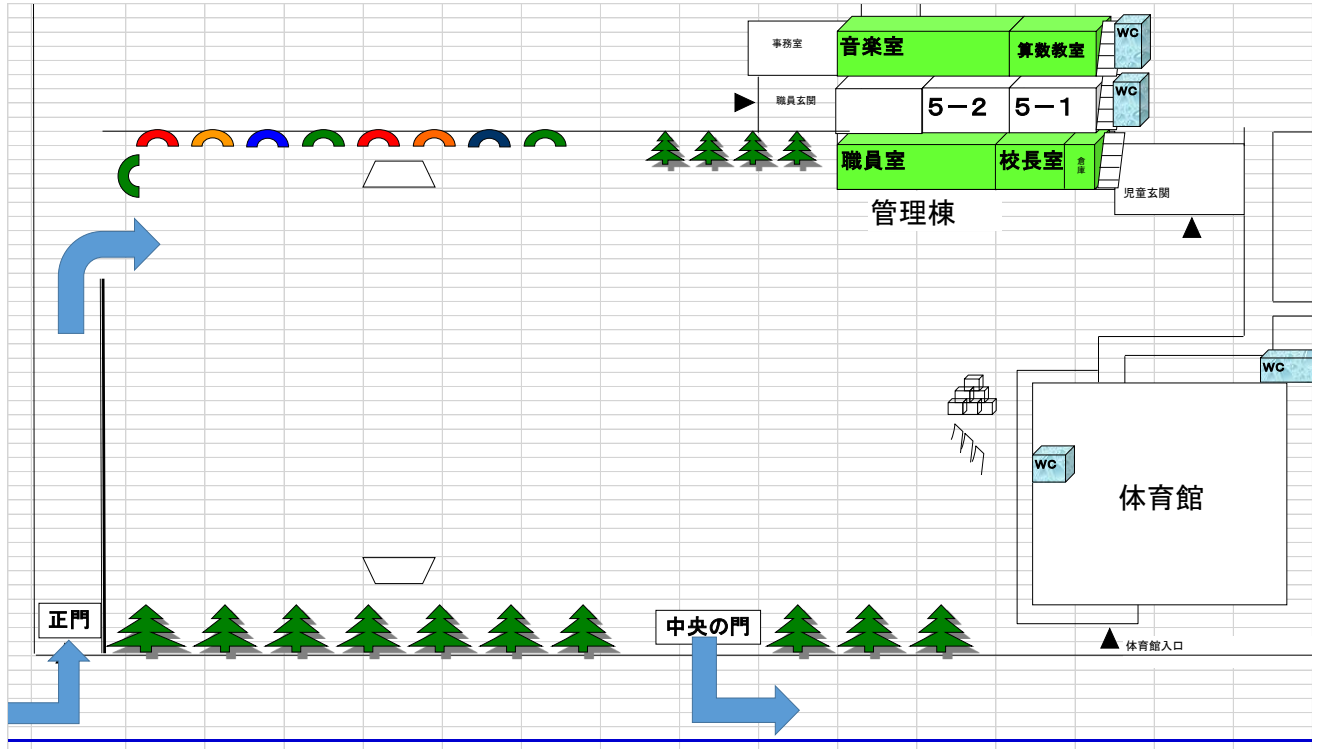 事務室
音楽室
算数教室
WC
職員玄関
5－2
5－1
WC
職員室
校長室
倉庫
管理棟
児童玄関
WC
WC
体育館
正門
中央の門
体育館入口